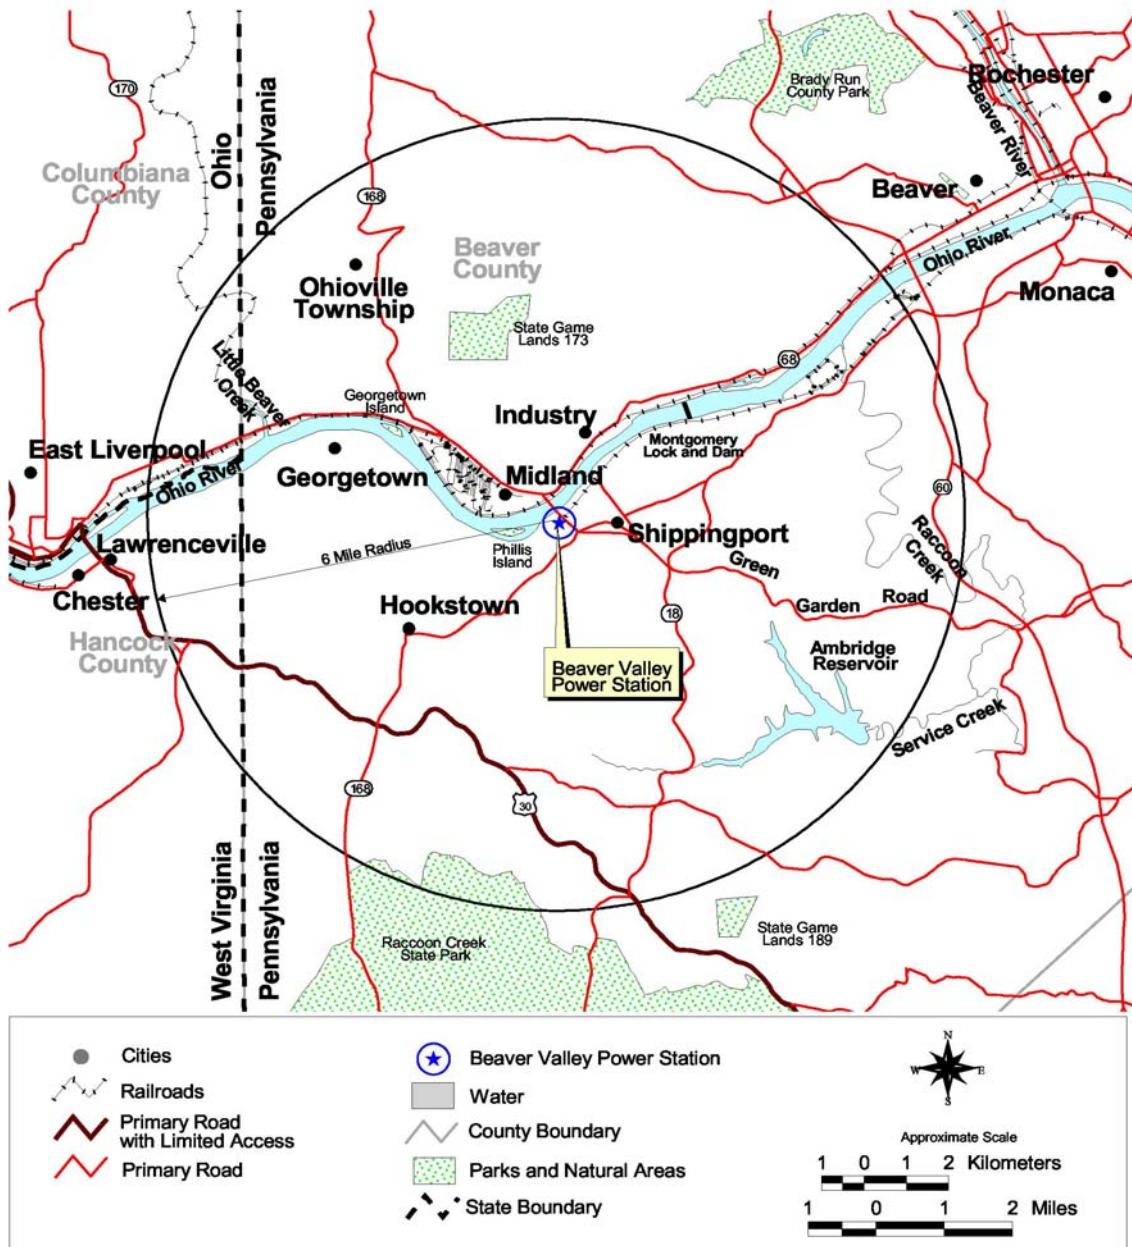 Rochester
Brady Run
County Park
170
Beaver River
Ohio
Pennsylvania
Columbiana
County
168
Beaver
Beaver
County
Ohio River
Ohioville
Township
Monaca
State Game
Lands 173
Little Beaver
Creek
68
Georgetown
Island
Industry
Montgomery
Lock and Dam
East Liverpool
Ohio River
Georgetown
Midland
60
Lawrenceville
6 Mile Radius
Phillis
Island
Shippingport
Raccoon
Creek
Green
Garden
Road
Chester
Hookstown
18
Hancock
County
Ambridge
Reservoir
Beaver Valley
Power Station
Service Creek
168
30
West Virginia
Pennsylvania
Raccoon Creek
State Park
State Game
Lands 189
Cities
Railroads
Primary Road
with Limited Access
Primary Road
Beaver Valley Power Station
Water
County Boundary
Parks and Natural Areas
State Boundary
N
W E
S
Approximate Scale
1 0 1 2 Kilometers
1 0 1 2 Miles